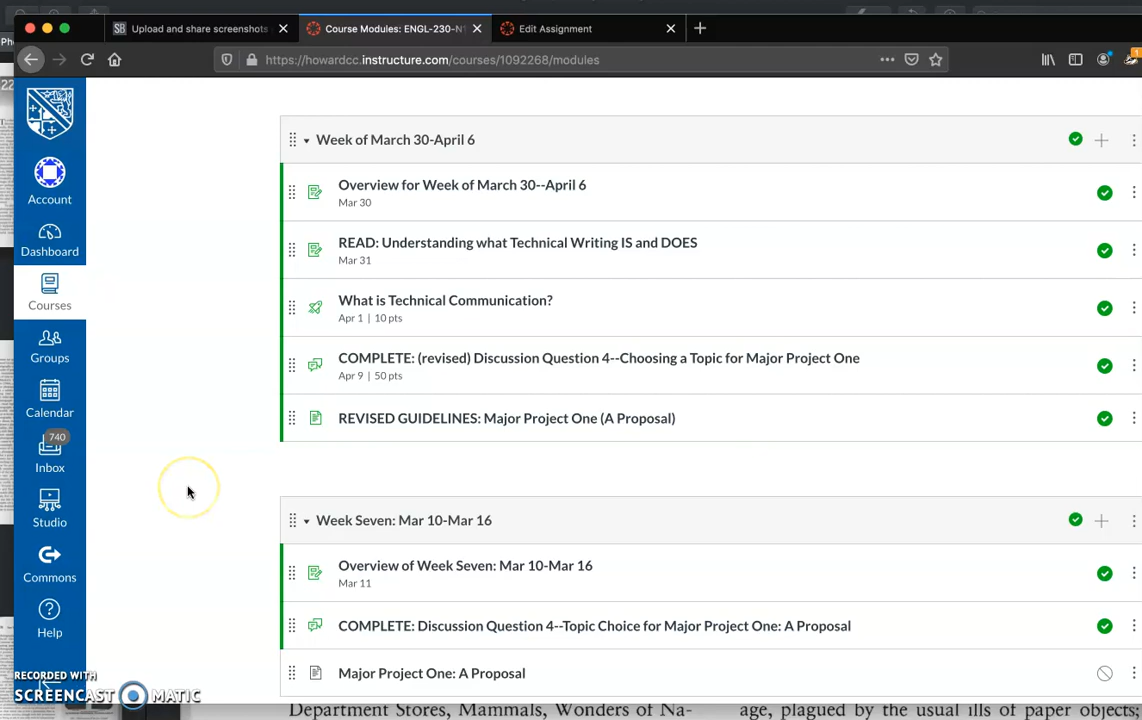 Upload and share screenshots
Course Modules: ENGL-230-N
Edit Assignment
https://howardcc.instructure.com/courses/1092268/modules
1
Week of March 30-April 6
Overview for Week of March 30--April 6
Mar 30
READ: Understanding what Technical Writing IS and DOES
Mar 31
What is Technical Communication?
Apr 1 | 10 pts
COMPLETE: (revised) Discussion Question 4--Choosing a Topic for Major Project One
Apr 9 | 50 pts
REVISED GUIDELINES: Major Project One (A Proposal)
Week Seven: Mar 10-Mar 16
Overview of Week Seven: Mar 10-Mar 16
Mar 11
COMPLETE: Discussion Question 4--Topic Choice for Major Project One: A Proposal
Major Project One: A Proposal
Account
Dashboard
Courses
Groups
Calendar
740
Inbox
Studio
Commons
Help
RECORDED WITH
SCREENCAST MATIC
Department Stores, Mammals, Wonders of Na-
age, plagued by the usual ills of paper objects;